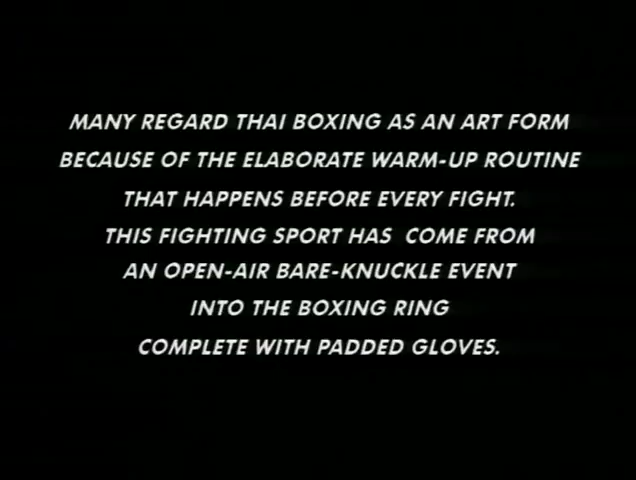 MANY REGARD THAI BOXING AS AN ART FORM
BECAUSE OF THE ELABORATE WARM-UP ROUTINE
THAT HAPPENS BEFORE EVERY FIGHT.
THIS FIGHTING SPORT HAS  COME FROM
AN OPEN-AIR BARE-KNUCKLE EVENT
INTO THE BOXING RING
COMPLETE WITH PADDED GLOVES.